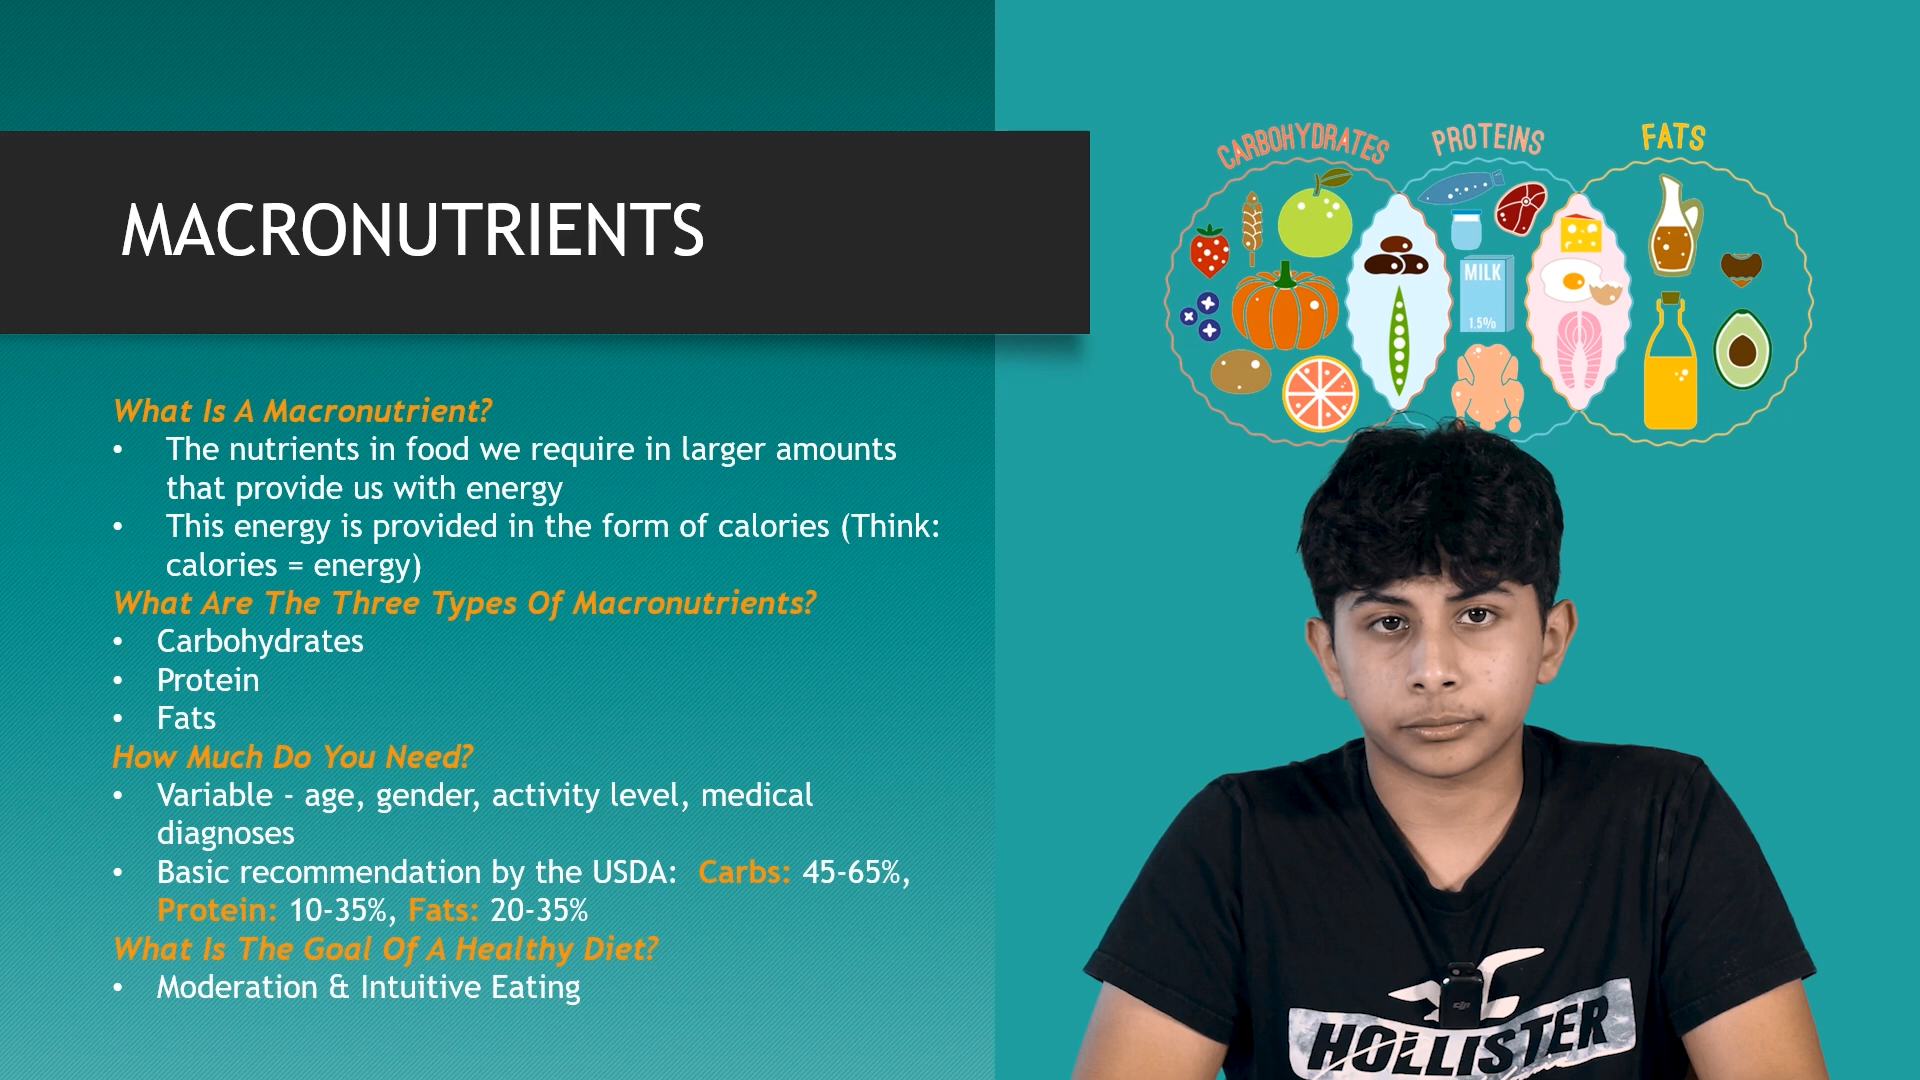 CARBOHYDRATES PROTEINS FATS
MACRONUTRIENTS
MILK
1.5%
What Is A Macronutrient?
• The nutrients in food we require in larger amounts
that provide us with energy
• This energy is provided in the form of calories (Think:
calories = energy)
What Are The Three Types Of Macronutrients?
• Carbohydrates
• Protein
• Fats
How Much Do You Need?
• Variable - age, gender, activity level, medical
diagnoses
• Basic recommendation by the USDA: Carbs: 45-65%,
Protein: 10-35%, Fats: 20-35%
What Is The Goal Of A Healthy Diet?
• Moderation & Intuitive Eating
dji
HOLLISTER